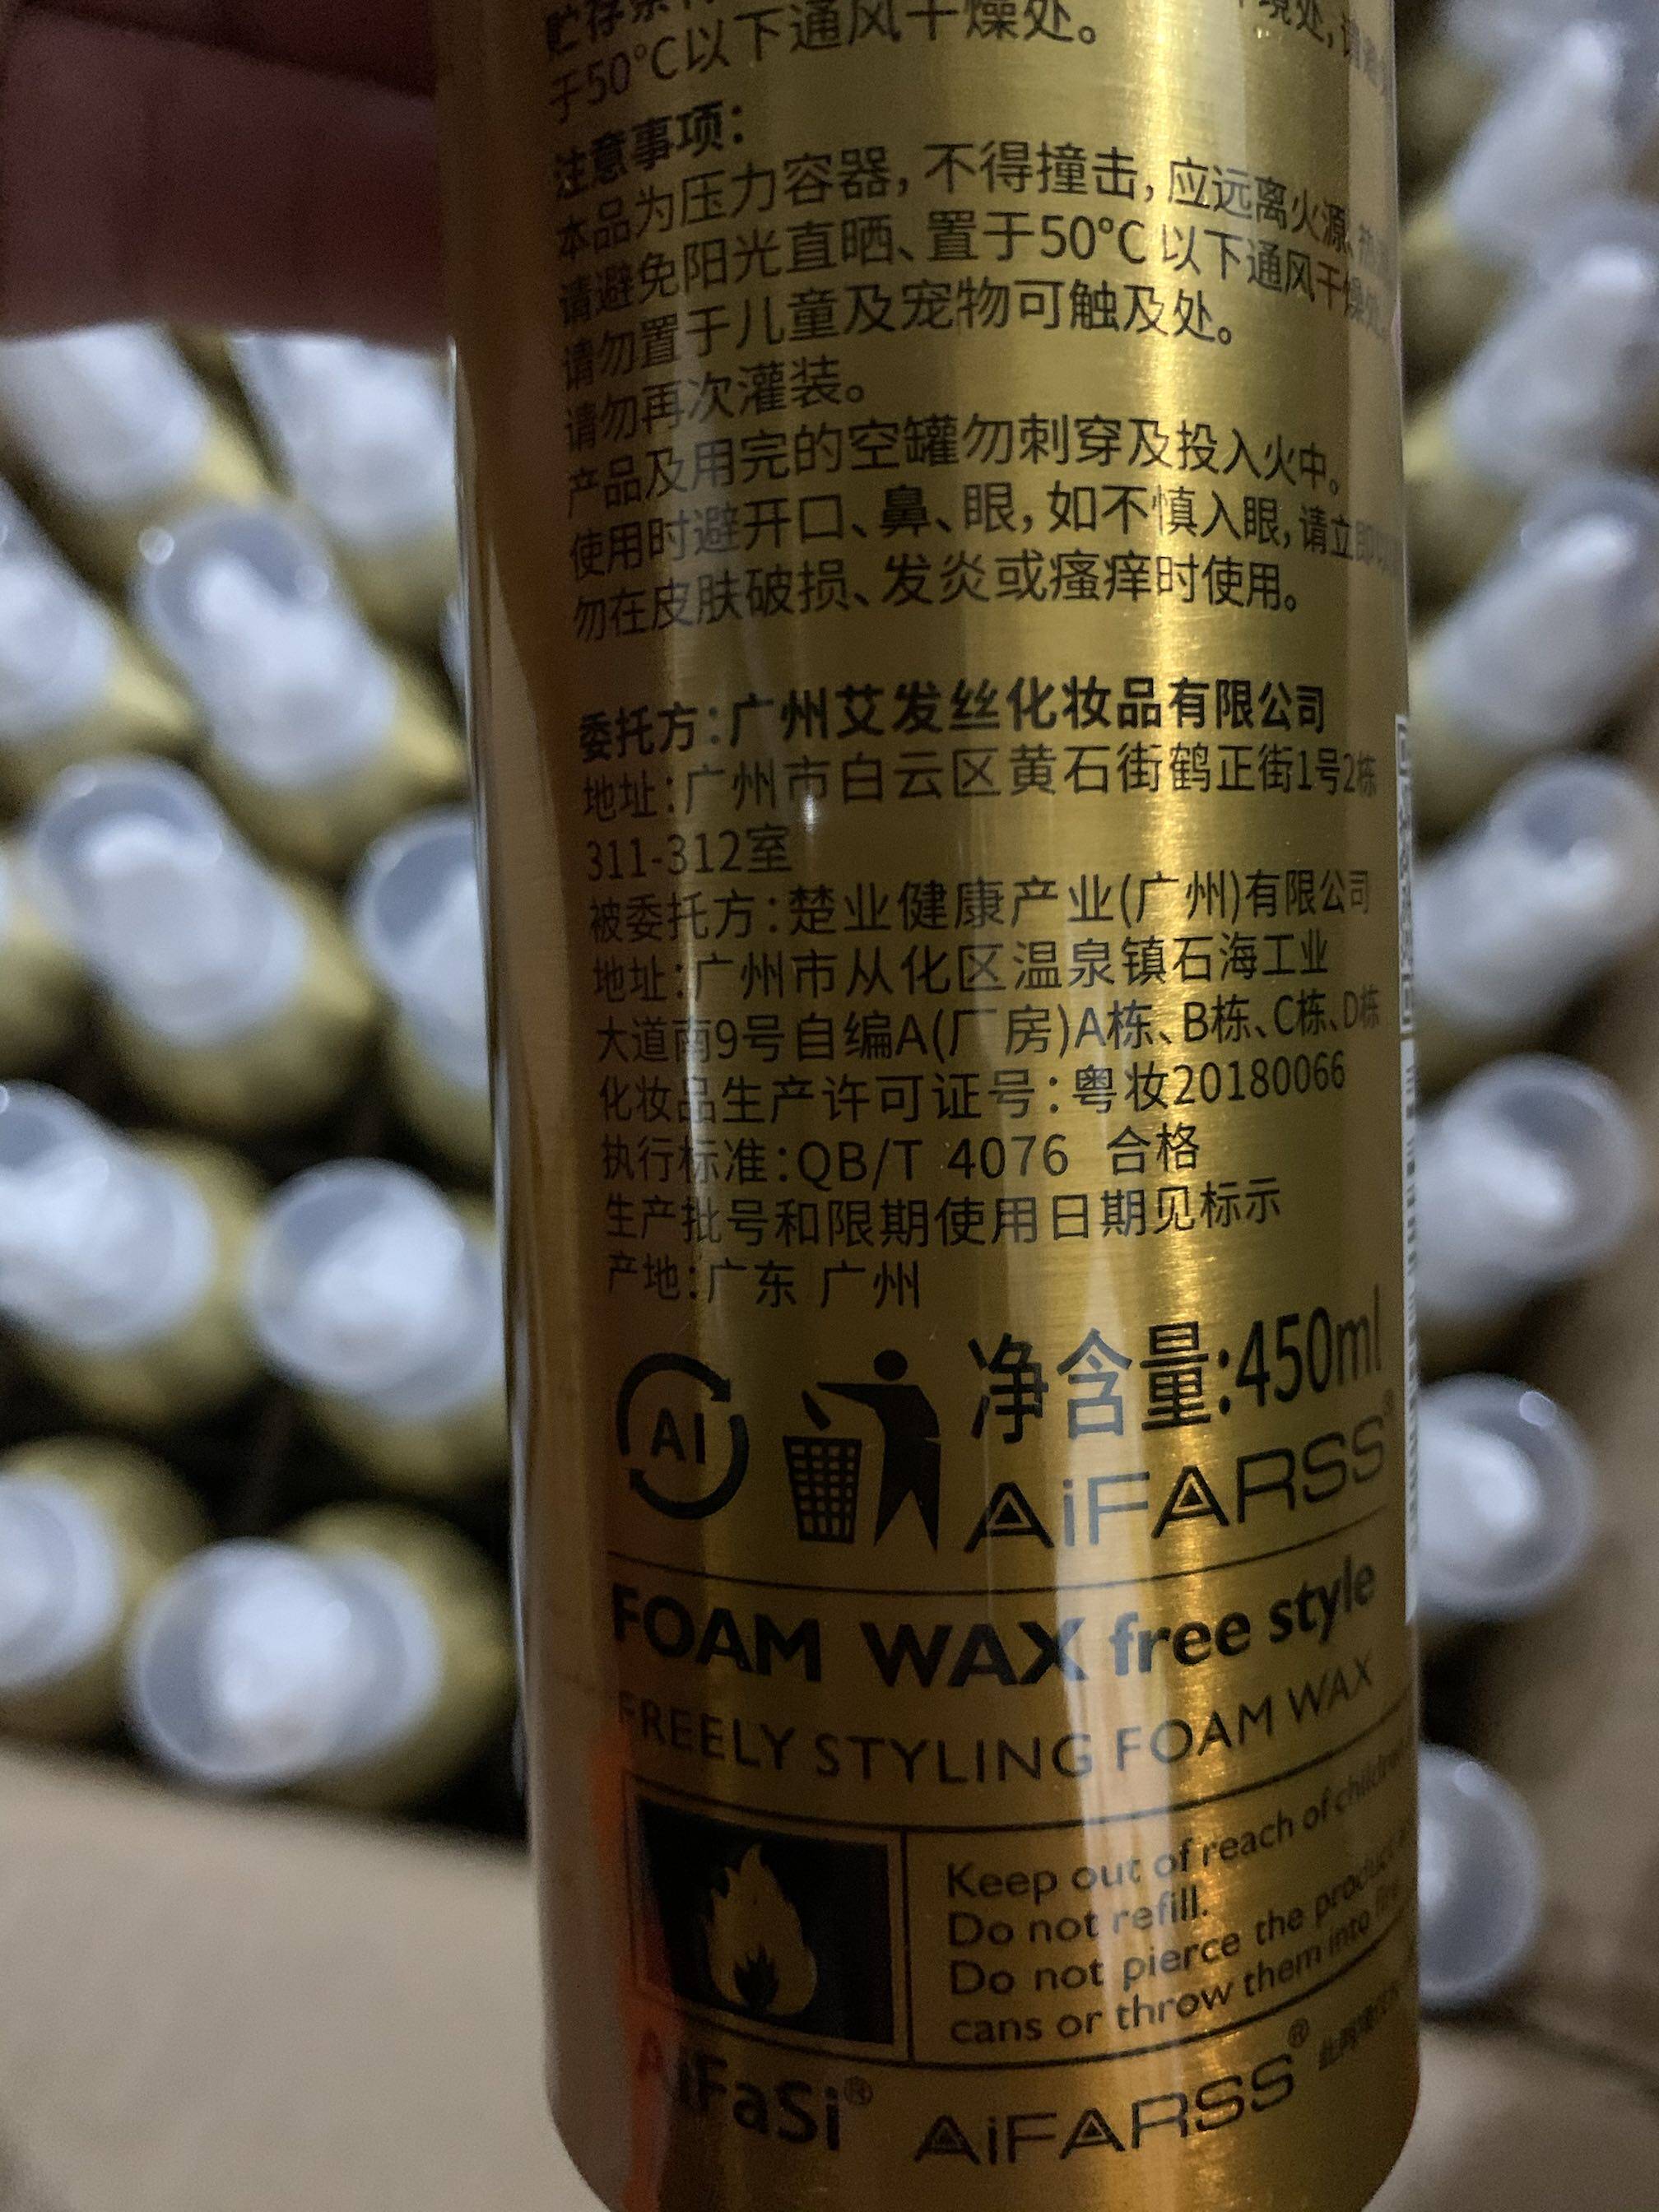 贮存条
于50°C以下通风干燥处。
注意事项：
本品为压力容器，不得撞击，应远离火源、热
请避免阳光直晒、置于50°C以下通风干燥处。
请勿置于儿童及宠物可触及处。
请勿再次灌装。
产品及用完的空罐勿刺穿及投入火中。
使用时避开口、鼻、眼，如不慎入眼，请立即
勿在皮肤破损、发炎或瘙痒时使用。
委托方：广州艾发丝化妆品有限公司
地址：广州市白云区黄石街鹤正街1号2栋
311-312室
被委托方：楚业健康产业(广州)有限公司
地址：广州市从化区温泉镇石海工业
大道南9号自编A(厂房)A栋、B栋、C栋、D栋
化妆品生产许可证号：粤妆20180066
执行标准：QB/T 4076 合格
生产批号和限期使用日期见标示
产地：广东 广州
Al
净含量:450ml
AiFARSS®
FOAM WAX free style
FREELY STYLING FOAM WAX
Keep out of reach of children
Do not refill.
Do not pierce the product
cans or throw them into fire
AiFaSi® AiFARSS®